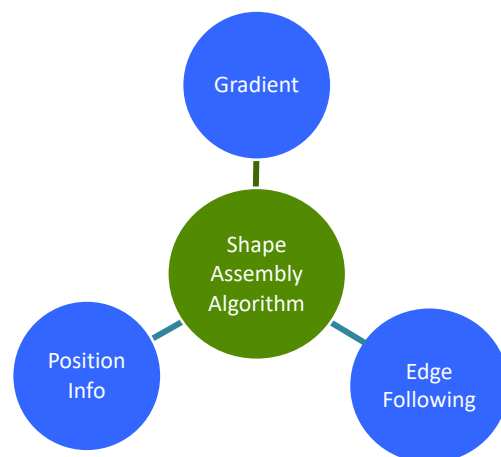 Gradient
Shape
Assembly
Algorithm
Position
Info
Edge
Following